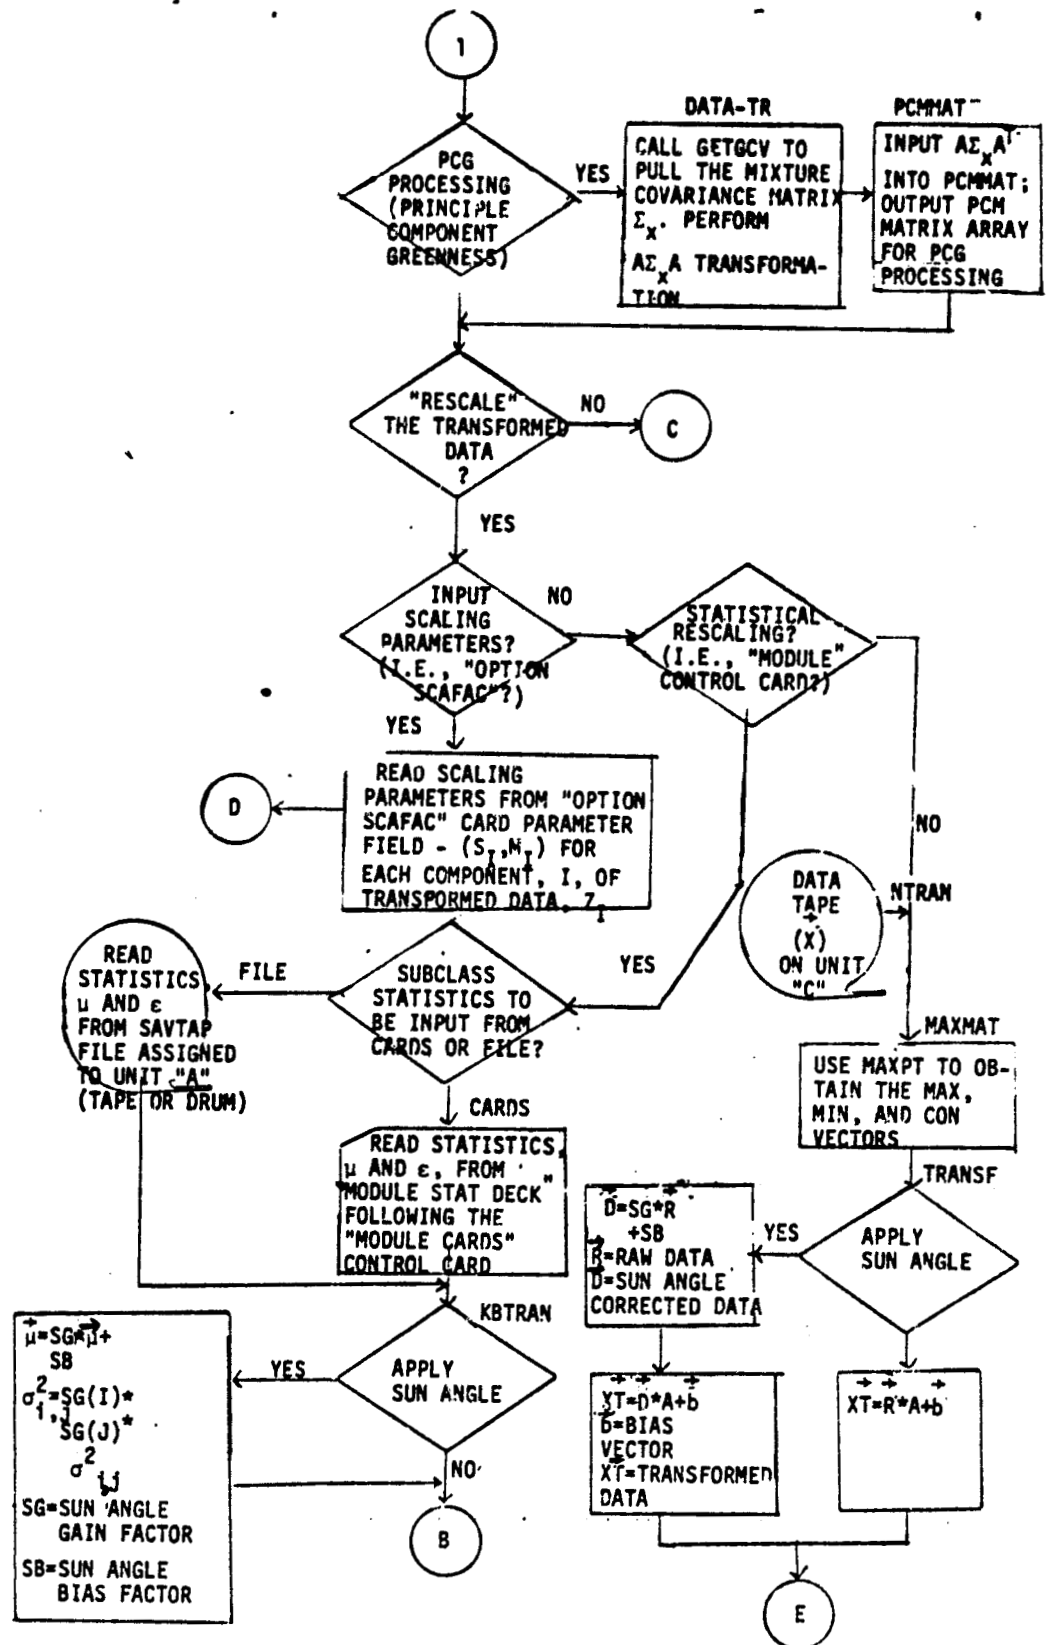 1
PCG
PROCESSING
(PRINCIPLE
COMPONENT
GREENNESS)
YES
DATA-TR
CALL GETGCV TO
PULL THE MIXTURE
COVARIANCE MATRIX
Σx. PERFORM
AΣxA TRANSFORMA-
TION
PCMMAT
INPUT AΣxA
INTO PCMMAT;
OUTPUT PCM
MATRIX ARRAY
FOR PCG
PROCESSING
"RESCALE"
THE TRANSFORMED
DATA
?
NO
C
YES
INPUT
SCALING
PARAMETERS?
(I.E., "OPTION
SCAFAC"?)
NO
STATISTICAL
RESCALING?
(I.E., "MODULE"
CONTROL CARD?)
YES
READ SCALING
PARAMETERS FROM "OPTION
SCAFAC" CARD PARAMETER
FIELD - (SI,MI) FOR
EACH COMPONENT, I, OF
TRANSFORMED DATA, ZI
D
NO
DATA
TAPE
(X⃗)
ON UNIT
"C"
NTRAN
YES
SUBCLASS
STATISTICS TO
BE INPUT FROM
CARDS OR FILE?
FILE
READ
STATISTICS
μ AND ε
FROM SAVTAP
FILE ASSIGNED
TO UNIT "A"
(TAPE OR DRUM)
CARDS
READ STATISTICS,
μ AND ε, FROM
"MODULE STAT DECK"
FOLLOWING THE
"MODULE CARDS"
CONTROL CARD
MAXMAT
USE MAXPT TO OB-
TAIN THE MAX,
MIN, AND CON
VECTORS
TRANSF
APPLY
SUN ANGLE
YES
D⃗=SG*R⃗
+SB
R⃗=RAW DATA
D⃗=SUN ANGLE
CORRECTED DATA
X⃗T=D⃗*A+b⃗
b⃗=BIAS
VECTOR
X⃗T=TRANSFORMED
DATA
X⃗T=R⃗*A+b⃗
KBTRAN
APPLY
SUN ANGLE
YES
μ⃗=SG*μ⃗+
SB
σ²i,j=SG(I)*
SG(J)*
σ²i,j
SG=SUN ANGLE
GAIN FACTOR
SB=SUN ANGLE
BIAS FACTOR
NO
B
E